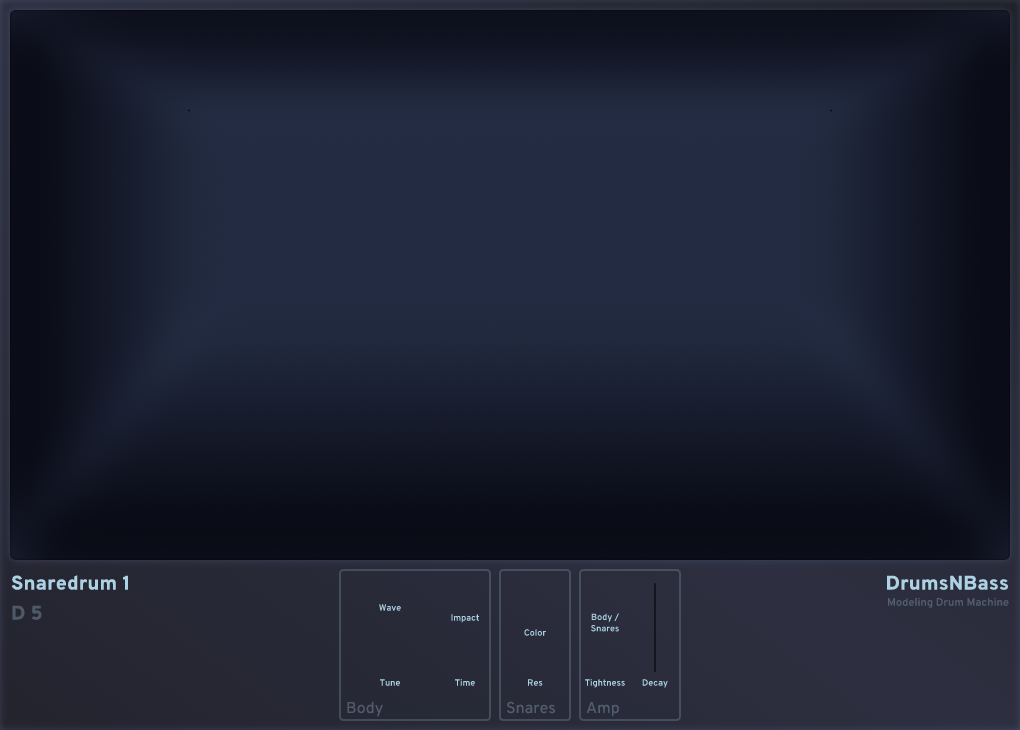 Snaredrum 1
D 5
Wave
Impact
Tune
Time
Body
Color
Res
Snares
Body /
Snares
Tightness
Decay
Amp
DrumsNBass
Modeling Drum Machine